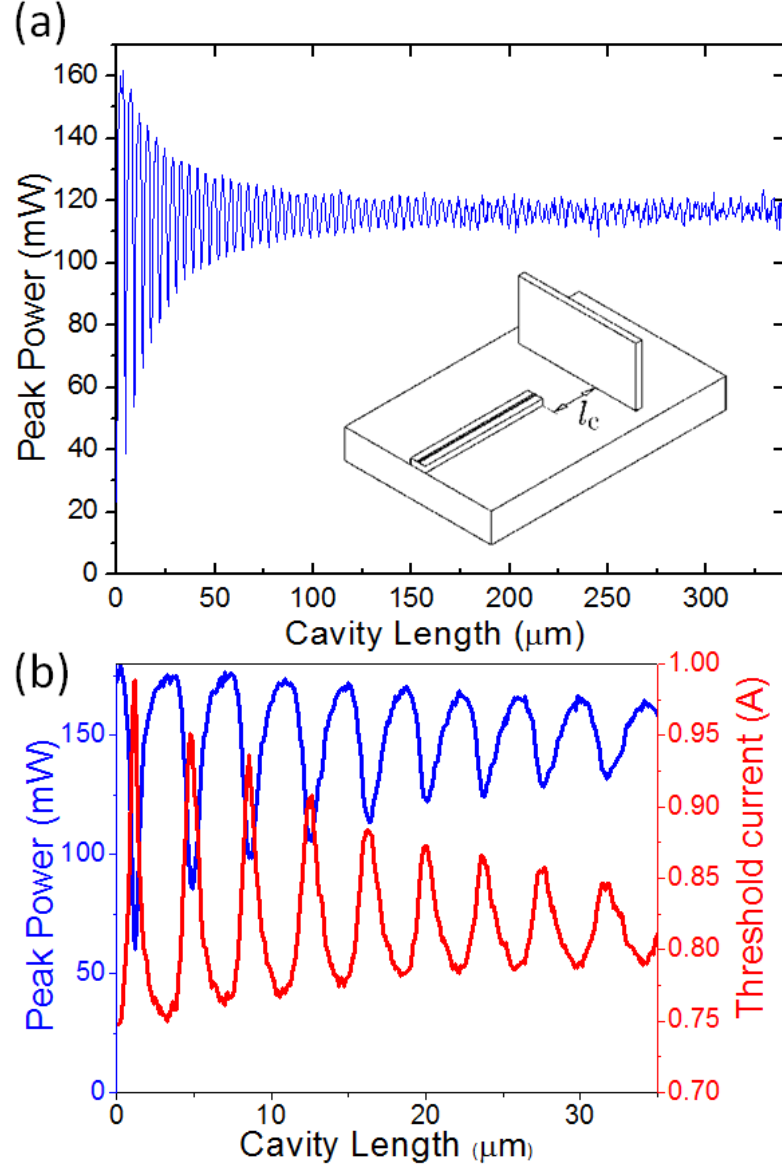 (a)
160
140
120
100
80
60
40
20
0
Peak Power (mW)
l_c
0 50 100 150 200 250 300
Cavity Length (μm)
(b)
150
100
50
0
Peak Power (mW)
1.00
0.95
0.90
0.85
0.80
0.75
0.70
Threshold current (A)
0 10 20 30
Cavity Length (μm)